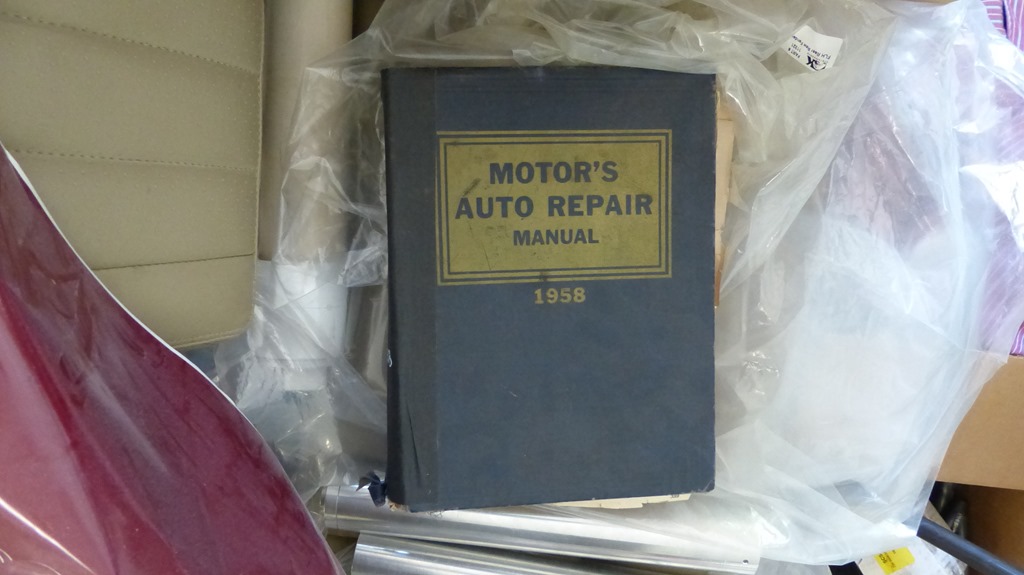 MOTOR'S
AUTO REPAIR
MANUAL
1958